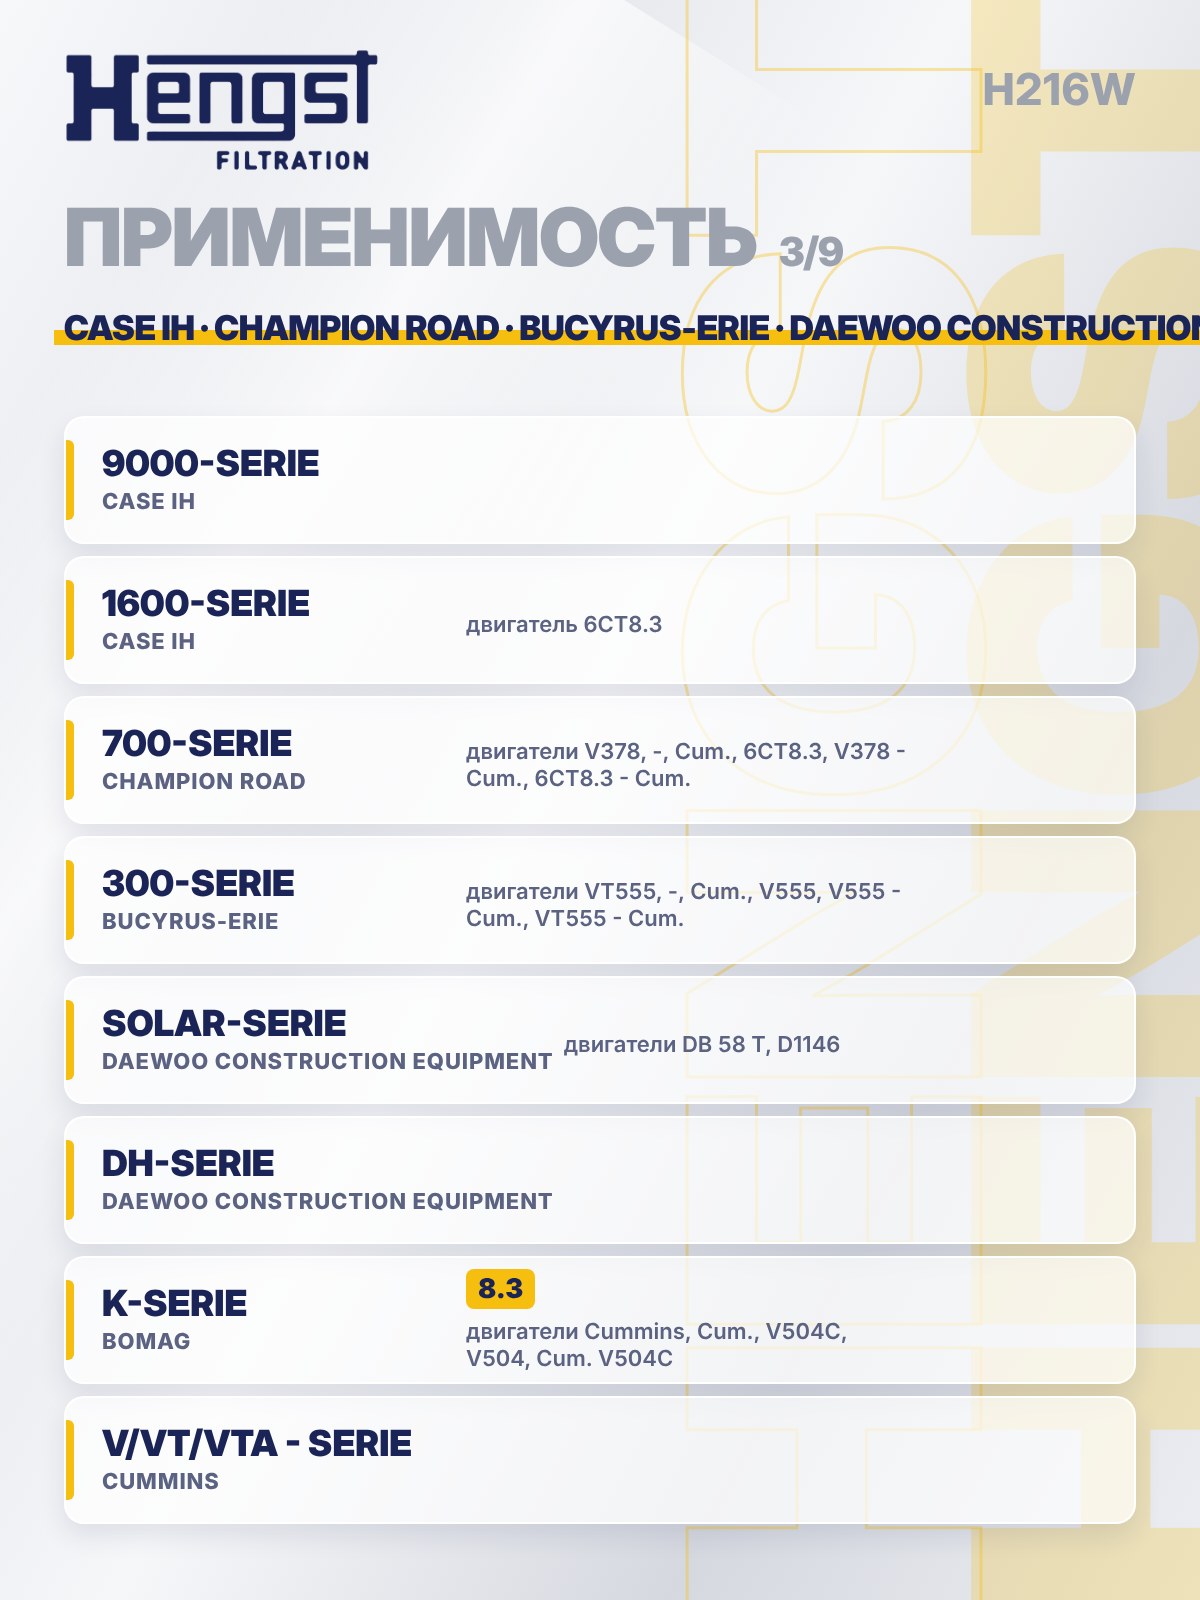 Hengst
FILTRATION
H216W
ПРИМЕНИМОСТЬ 3/9
CASE IH · CHAMPION ROAD · BUCYRUS-ERIE · DAEWOO CONSTRUCTION
9000-SERIE
CASE IH
1600-SERIE
CASE IH
двигатель 6CT8.3
700-SERIE
CHAMPION ROAD
двигатели V378, -, Cum., 6CT8.3, V378 -
Cum., 6CT8.3 - Cum.
300-SERIE
BUCYRUS-ERIE
двигатели VT555, -, Cum., V555, V555 -
Cum., VT555 - Cum.
SOLAR-SERIE
DAEWOO CONSTRUCTION EQUIPMENT
двигатели DB 58 T, D1146
DH-SERIE
DAEWOO CONSTRUCTION EQUIPMENT
K-SERIE
BOMAG
8.3
двигатели Cummins, Cum., V504C,
V504, Cum. V504C
V/VT/VTA - SERIE
CUMMINS
HENGST
HENGST